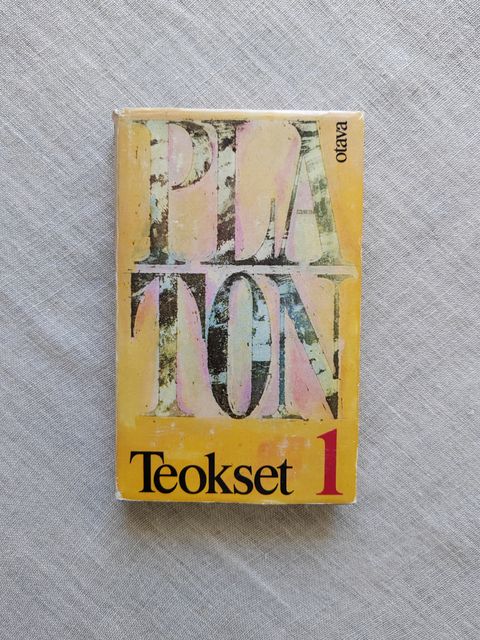 PLA
TON
otava
Teokset 1